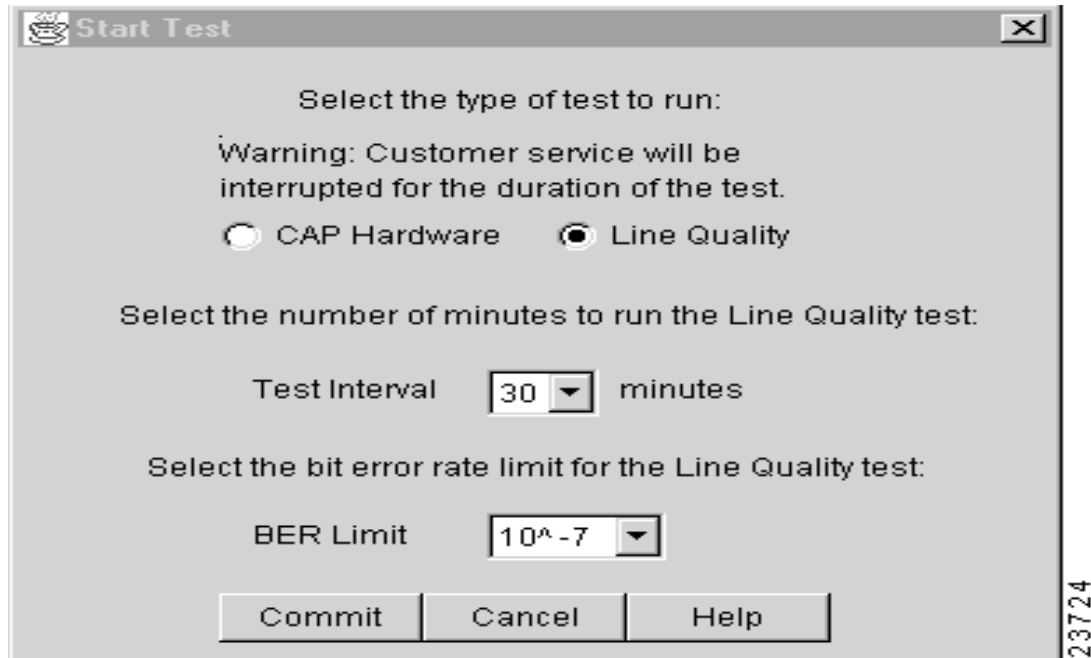 Start Test
Select the type of test to run:
Warning: Customer service will be
interrupted for the duration of the test.
CAP Hardware Line Quality
Select the number of minutes to run the Line Quality test:
Test Interval 30 minutes
Select the bit error rate limit for the Line Quality test:
BER Limit 10^-7
Commit Cancel Help
23724